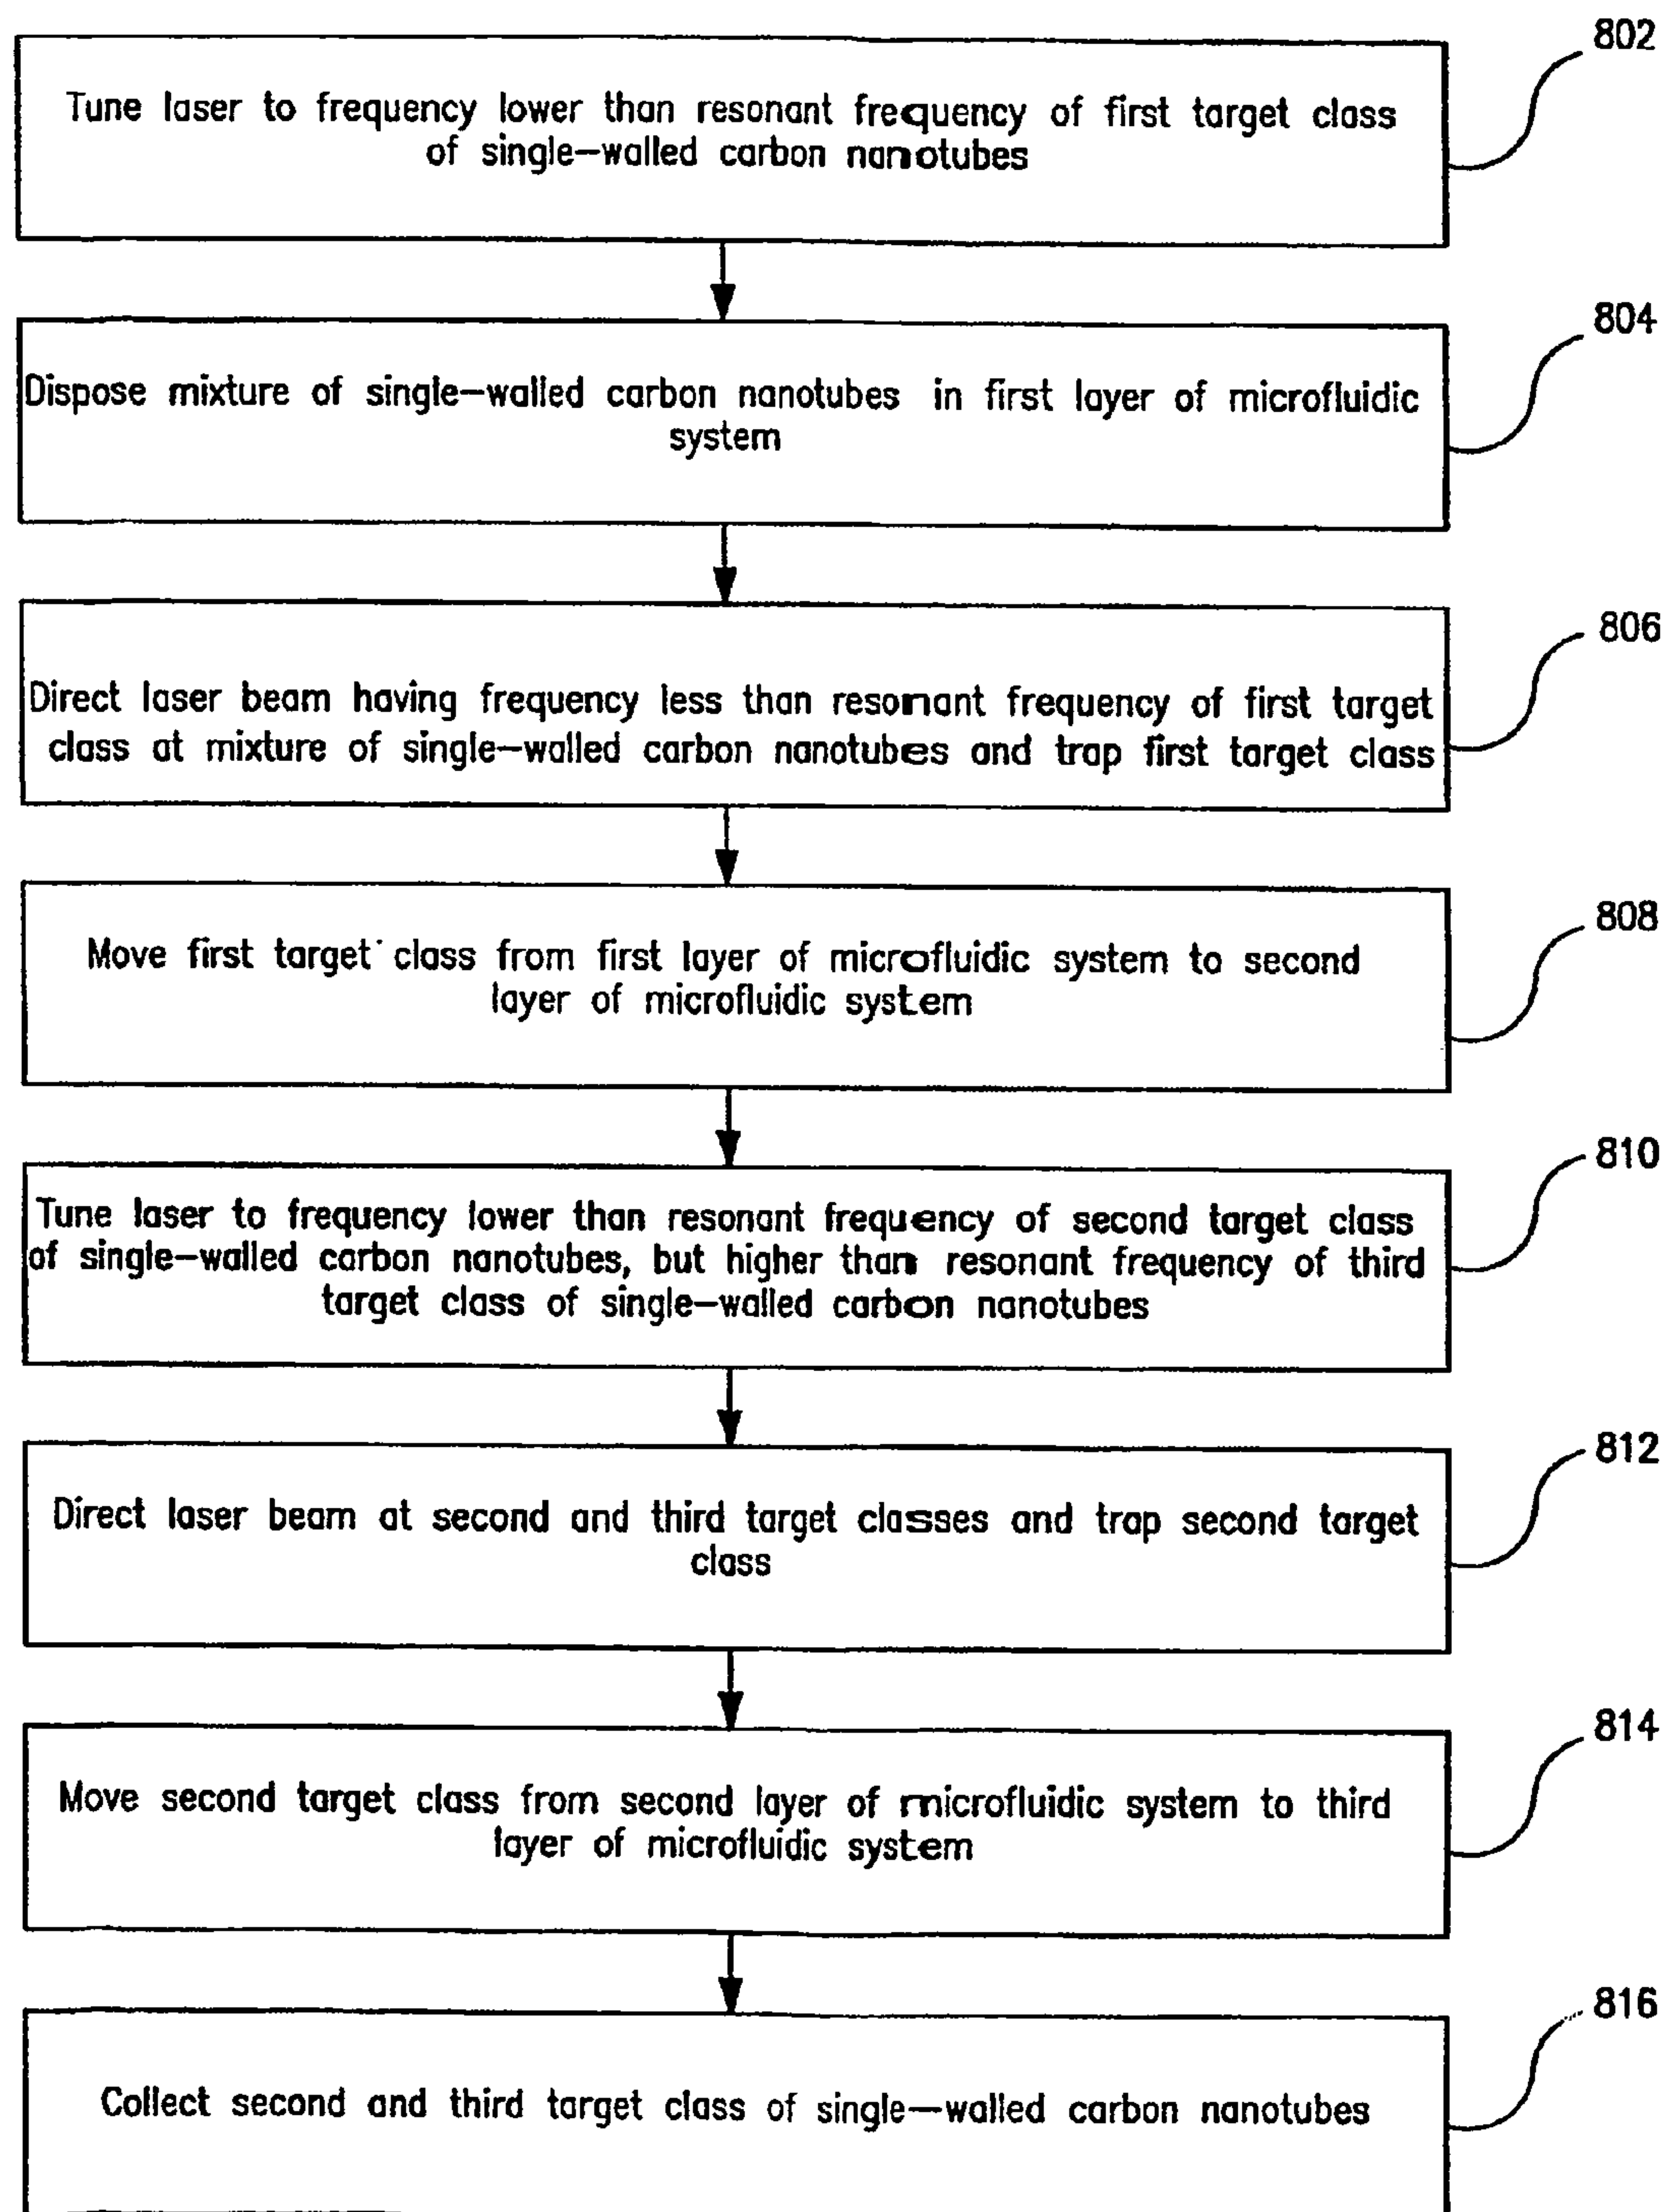 802
Tune laser to frequency lower than resonant frequency of first target class
of single-walled carbon nanotubes
804
Dispose mixture of single-walled carbon nanotubes in first layer of microfluidic
system
806
Direct laser beam having frequency less than resonant frequency of first target
class at mixture of single-walled carbon nanotubes and trap first target class
808
Move first target class from first layer of microfluidic system to second
layer of microfluidic system
810
Tune laser to frequency lower than resonant frequency of second target class
of single-walled carbon nanotubes, but higher than resonant frequency of third
target class of single-walled carbon nanotubes
812
Direct laser beam at second and third target classes and trap second target
class
814
Move second target class from second layer of microfluidic system to third
layer of microfluidic system
816
Collect second and third target class of single-walled carbon nanotubes